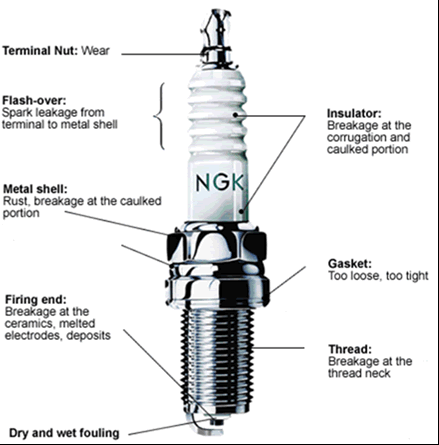 Terminal Nut: Wear
Flash-over:
Spark leakage from
terminal to metal shell
Insulator:
Breakage at the
corrugation and
caulked portion
NGK
Metal shell:
Rust, breakage at the caulked
portion
Gasket:
Too loose, too tight
Firing end:
Breakage at the
ceramics, melted
electrodes, deposits
Thread:
Breakage at the
thread neck
Dry and wet fouling